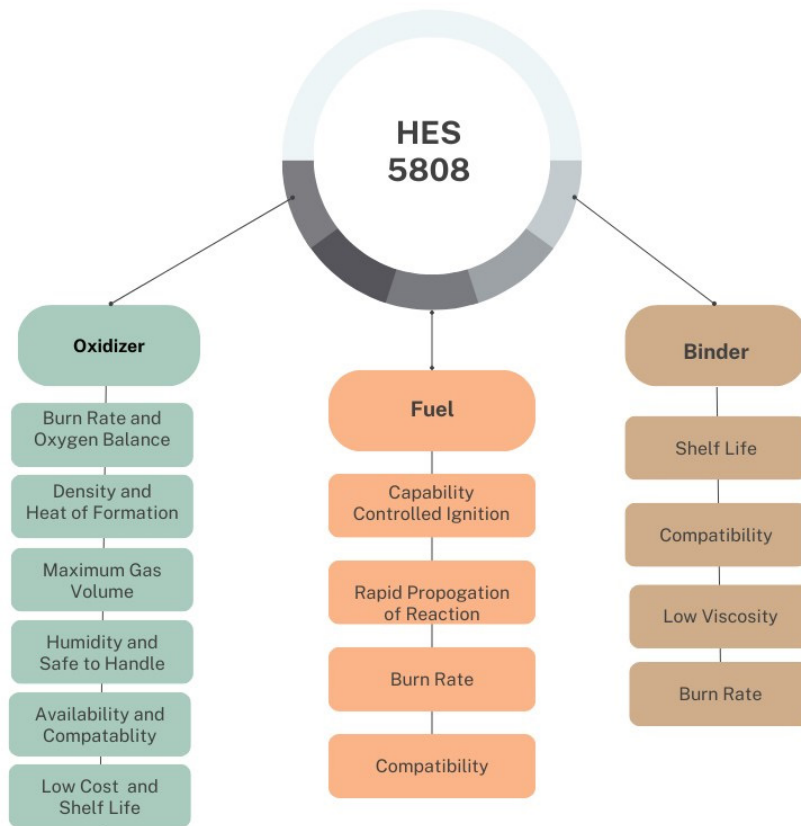 HES
5808
Oxidizer
Burn Rate and
Oxygen Balance
Density and
Heat of Formation
Maximum Gas
Volume
Humidity and
Safe to Handle
Availability and
Compatablity
Low Cost and
Shelf Life
Fuel
Capability
Controlled Ignition
Rapid Propogation
of Reaction
Burn Rate
Compatibility
Binder
Shelf Life
Compatibility
Low Viscosity
Burn Rate